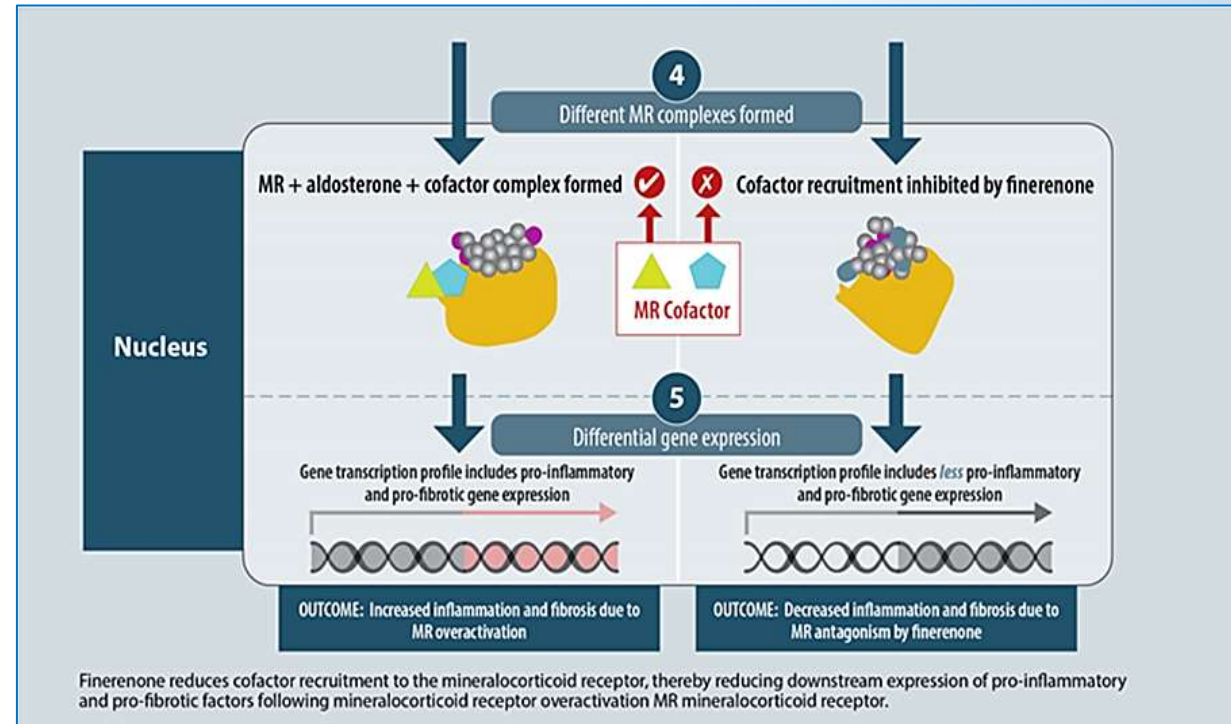 4
Different MR complexes formed
MR + aldosterone + cofactor complex formed
Cofactor recruitment inhibited by finerenone
MR Cofactor
Nucleus
5
Differential gene expression
Gene transcription profile includes pro-inflammatory
and pro-fibrotic gene expression
Gene transcription profile includes less pro-inflammatory
and pro-fibrotic gene expression
OUTCOME: Increased inflammation and fibrosis due to
MR overactivation
OUTCOME: Decreased inflammation and fibrosis due to
MR antagonism by finerenone
Finerenone reduces cofactor recruitment to the mineralocorticoid receptor, thereby reducing downstream expression of pro-inflammatory
and pro-fibrotic factors following mineralocorticoid receptor overactivation MR mineralocorticoid receptor.